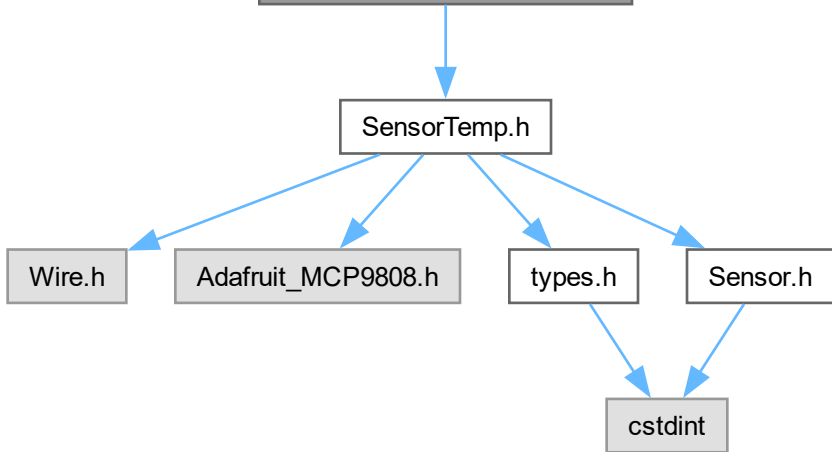 SensorTemp.h
Wire.h
Adafruit_MCP9808.h
types.h
Sensor.h
cstdint